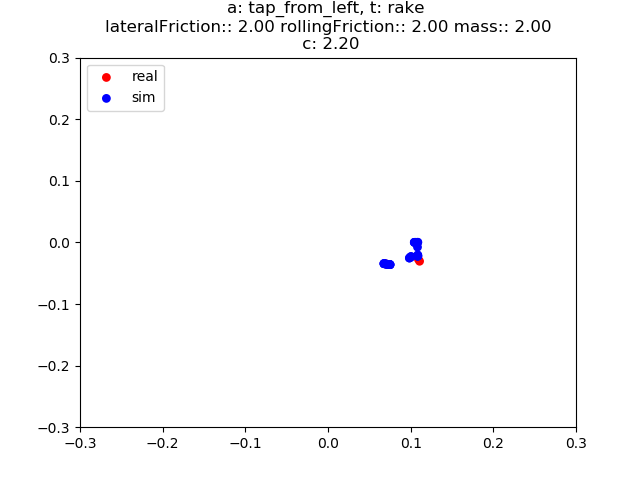 a: tap_from_left, t: rake
lateralFriction:: 2.00 rollingFriction:: 2.00 mass:: 2.00
c: 2.20
real
sim
0.3
0.2
0.1
0.0
−0.1
−0.2
−0.3
−0.3 −0.2 −0.1 0.0 0.1 0.2 0.3